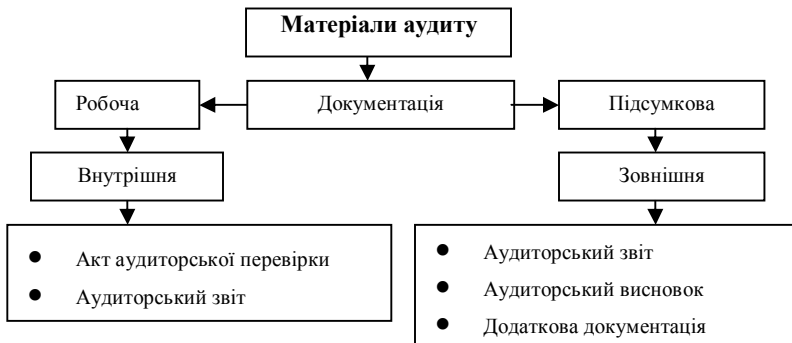 Матеріали аудиту
Робоча
Документація
Підсумкова
Внутрішня
Зовнішня
Акт аудиторської перевірки
Аудиторський звіт
Аудиторський звіт
Аудиторський висновок
Додаткова документація